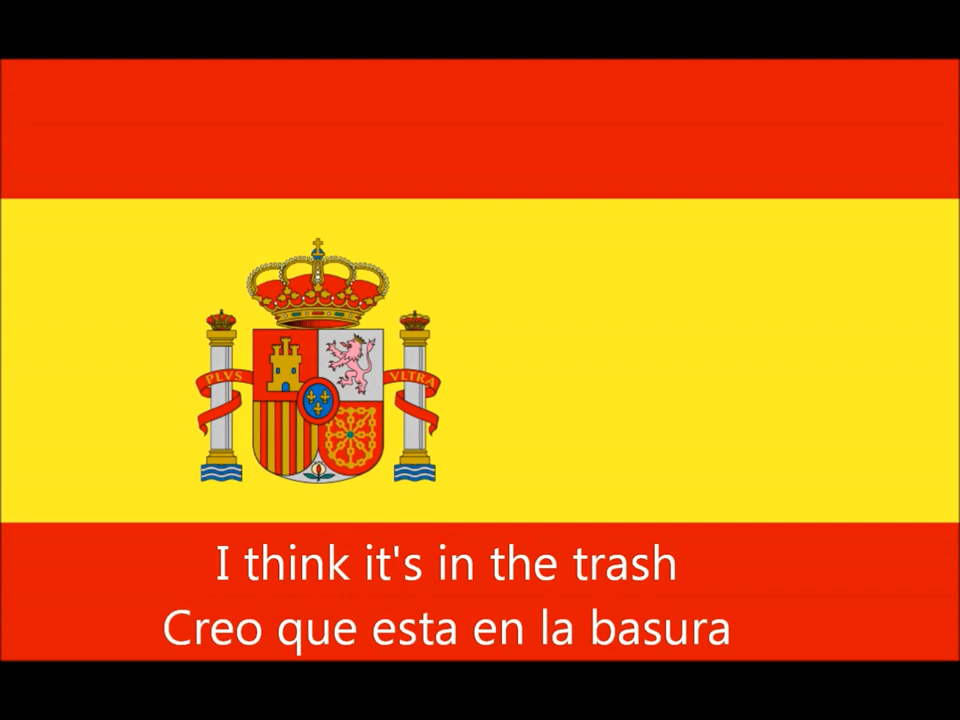 PLVS VLTRA
I think it's in the trash
Creo que esta en la basura